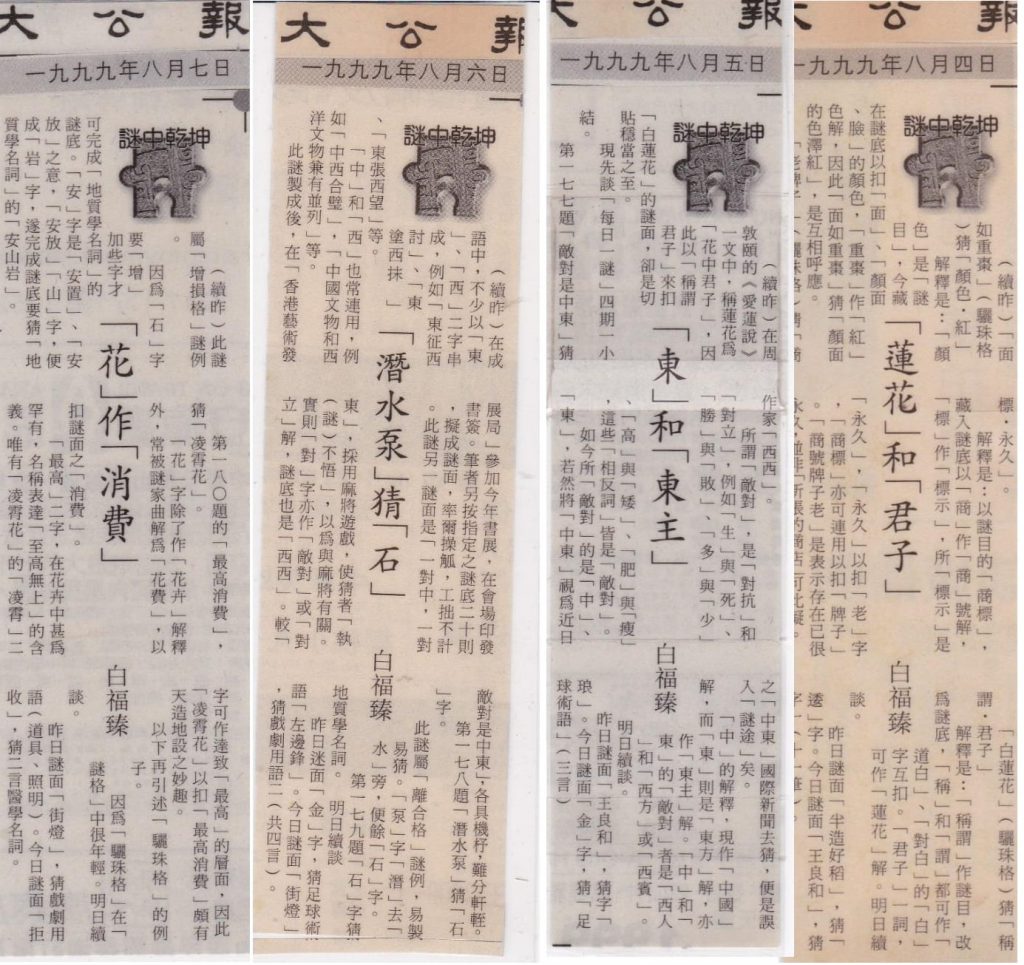 大公報
一九九九年八月四日
謎中乾坤
「蓮花」和「君子」
白福臻
（續昨）「面
如重棗」（驪珠格
）猜「顏色·紅」
解釋是：「顏
色」是「謎
目」，今藏
在謎底以扣「面」、「顏面
、臉」的顏色，「重棗」作「紅」
色解，因此「面如重棗」猜「顏面
的色澤紅」，是互相呼應。
「老牌子」（驪珠格）猜「商
標·永久」。
解釋是：以謎目的「商標」，
藏入謎底以「商」作「商」號解，
「標」作「標示」，所「標示」是
「永久」，「永久」以扣「老」字
，「商標」亦可連用以扣「牌子」
。「商號牌子老」是表示存在已很
永久，並非「新張的商店」可比擬。
「白蓮花」（驪珠格）猜「稱
謂·君子」
解釋是：「稱謂」作謎目，改
為謎底，「稱」和「謂」都可作「
道白」、「對白」的「白」
字互扣。「君子」一詞，
可作「蓮花」解。明日續
談。
昨日謎面「半造好稻」，猜「
逶」字。今日謎面「王良和」，猜
大公報
一九九九年八月五日
謎中乾坤
「東」和「東主」
白福臻
（續昨）在周
敦頤的《愛蓮說》
一文中，稱蓮花為
「花中君子」，因
此以「稱謂
君子」來扣
「白蓮花」的謎面，卻是切
貼穩當之至。
現先談「每日一謎」四期一小
結。
第一七七題「敵對是中東」猜
作家「西西」。
所謂「敵對」，是「對抗」和
「對立」，例如「生」與「死」、
「勝」與「敗」、「多」與「少」
、「高」與「矮」、「肥」與「瘦」
，這些「相反詞」皆是「敵對」。
如今所「敵對」的是「中」、
「東」，若然將「中東」視為近日
之「中東」國際新聞去猜，便是誤
入「謎途」矣。
「中」的解釋，現作「中國」
解，而「東」則是「東方」解，亦
作「東主」解。「中」和「
東」的「敵對」者是「西人
」和「西方」或「西賓」。
明日續談。
昨日謎面「王良和」，猜字「
琅」。今日謎面「金」字，猜「足
球術語」（三言）
大公報
一九九九年八月六日
謎中乾坤
「潛水泵」猜「石」
白福臻
（續昨）在成
語中，不少以「東
」、「西」二字串
成，例如「東征西
討」、「東
塗西抹」
、「東張西望」等。
「中」和「西」也常連用，例
如「中西合璧」，「中國文物和西
洋文物兼有並列」等。
此謎製成後，在「香港藝術發
展局」參加今年書展，在會場印發
書簽。筆者另按指定之謎底二十則
，擬成謎面，率爾操觚，工拙不計
。此謎另一謎面是「一對中，一對
東」，採用麻將遊戲，使猜者「執
（謎）不悟」，以為與麻將有關。
實則「對」字亦作「敵對」或「對
立」解，謎底也是「西西」。較「
敵對是中東」，各具機杼，難分軒輊。
第一七八題「潛水泵」猜「石
」字。
此謎屬「離合格」謎例，易製
易猜。「泵」字「潛」去「
水」旁，便餘「石」字。
第一七九題「石」字猜
地質學名詞。明日續談
昨日迷面「金」字，猜足球術
語「左邊鋒」。今日謎面「街燈」
，猜戲劇用語二（共四言）。
大公報
一九九九年八月七日
謎中乾坤
「花」作「消費」
白福臻
（續昨）此謎
屬「增損格」謎例
。
因為「石」字
要「增」
加些字才
可完成「地質學名詞」的
謎底。「安」字是「安置」、「安
放」之意，「安放」「山」字，便
成「岩」字，遂完成謎底要猜「地
質學名詞」的「安山岩」。
第一八〇題的「最高消費」，
猜「凌霄花」。
「花」字除了作「花卉」解釋
外，常被謎家曲解為「花費」，以
扣謎面之「消費」。
「最高」二字，在花卉中甚為
罕有，名稱表達「至高無上」的含
義。唯有「凌霄花」的「凌霄」二
字可作達致「最高」的層面，因此
「凌霄花」以扣「最高消費」頗有
天造地設之妙趣。
以下再引述「驪珠格」的例
子。
因為「驪珠格」在「
謎格」中很年輕。明日續
談。
昨日謎面「街燈」，猜戲劇用
語（道具、照明）。今日謎面「拒
收」，猜二言醫學名詞。